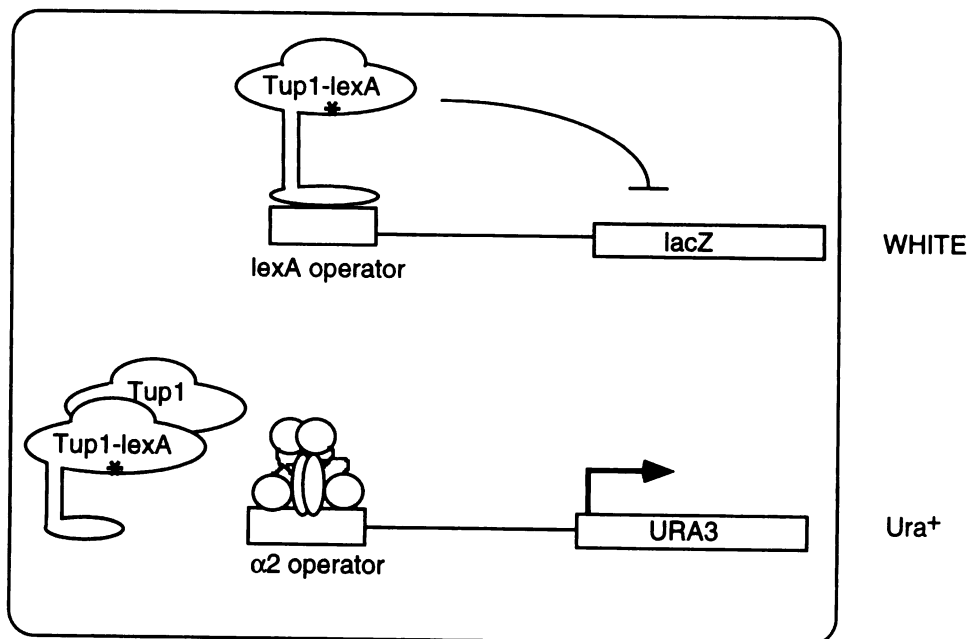 Tup1-lexA
*
lacZ
WHITE
lexA operator
Tup1
Tup1-lexA
*
URA3
Ura⁺
α2 operator